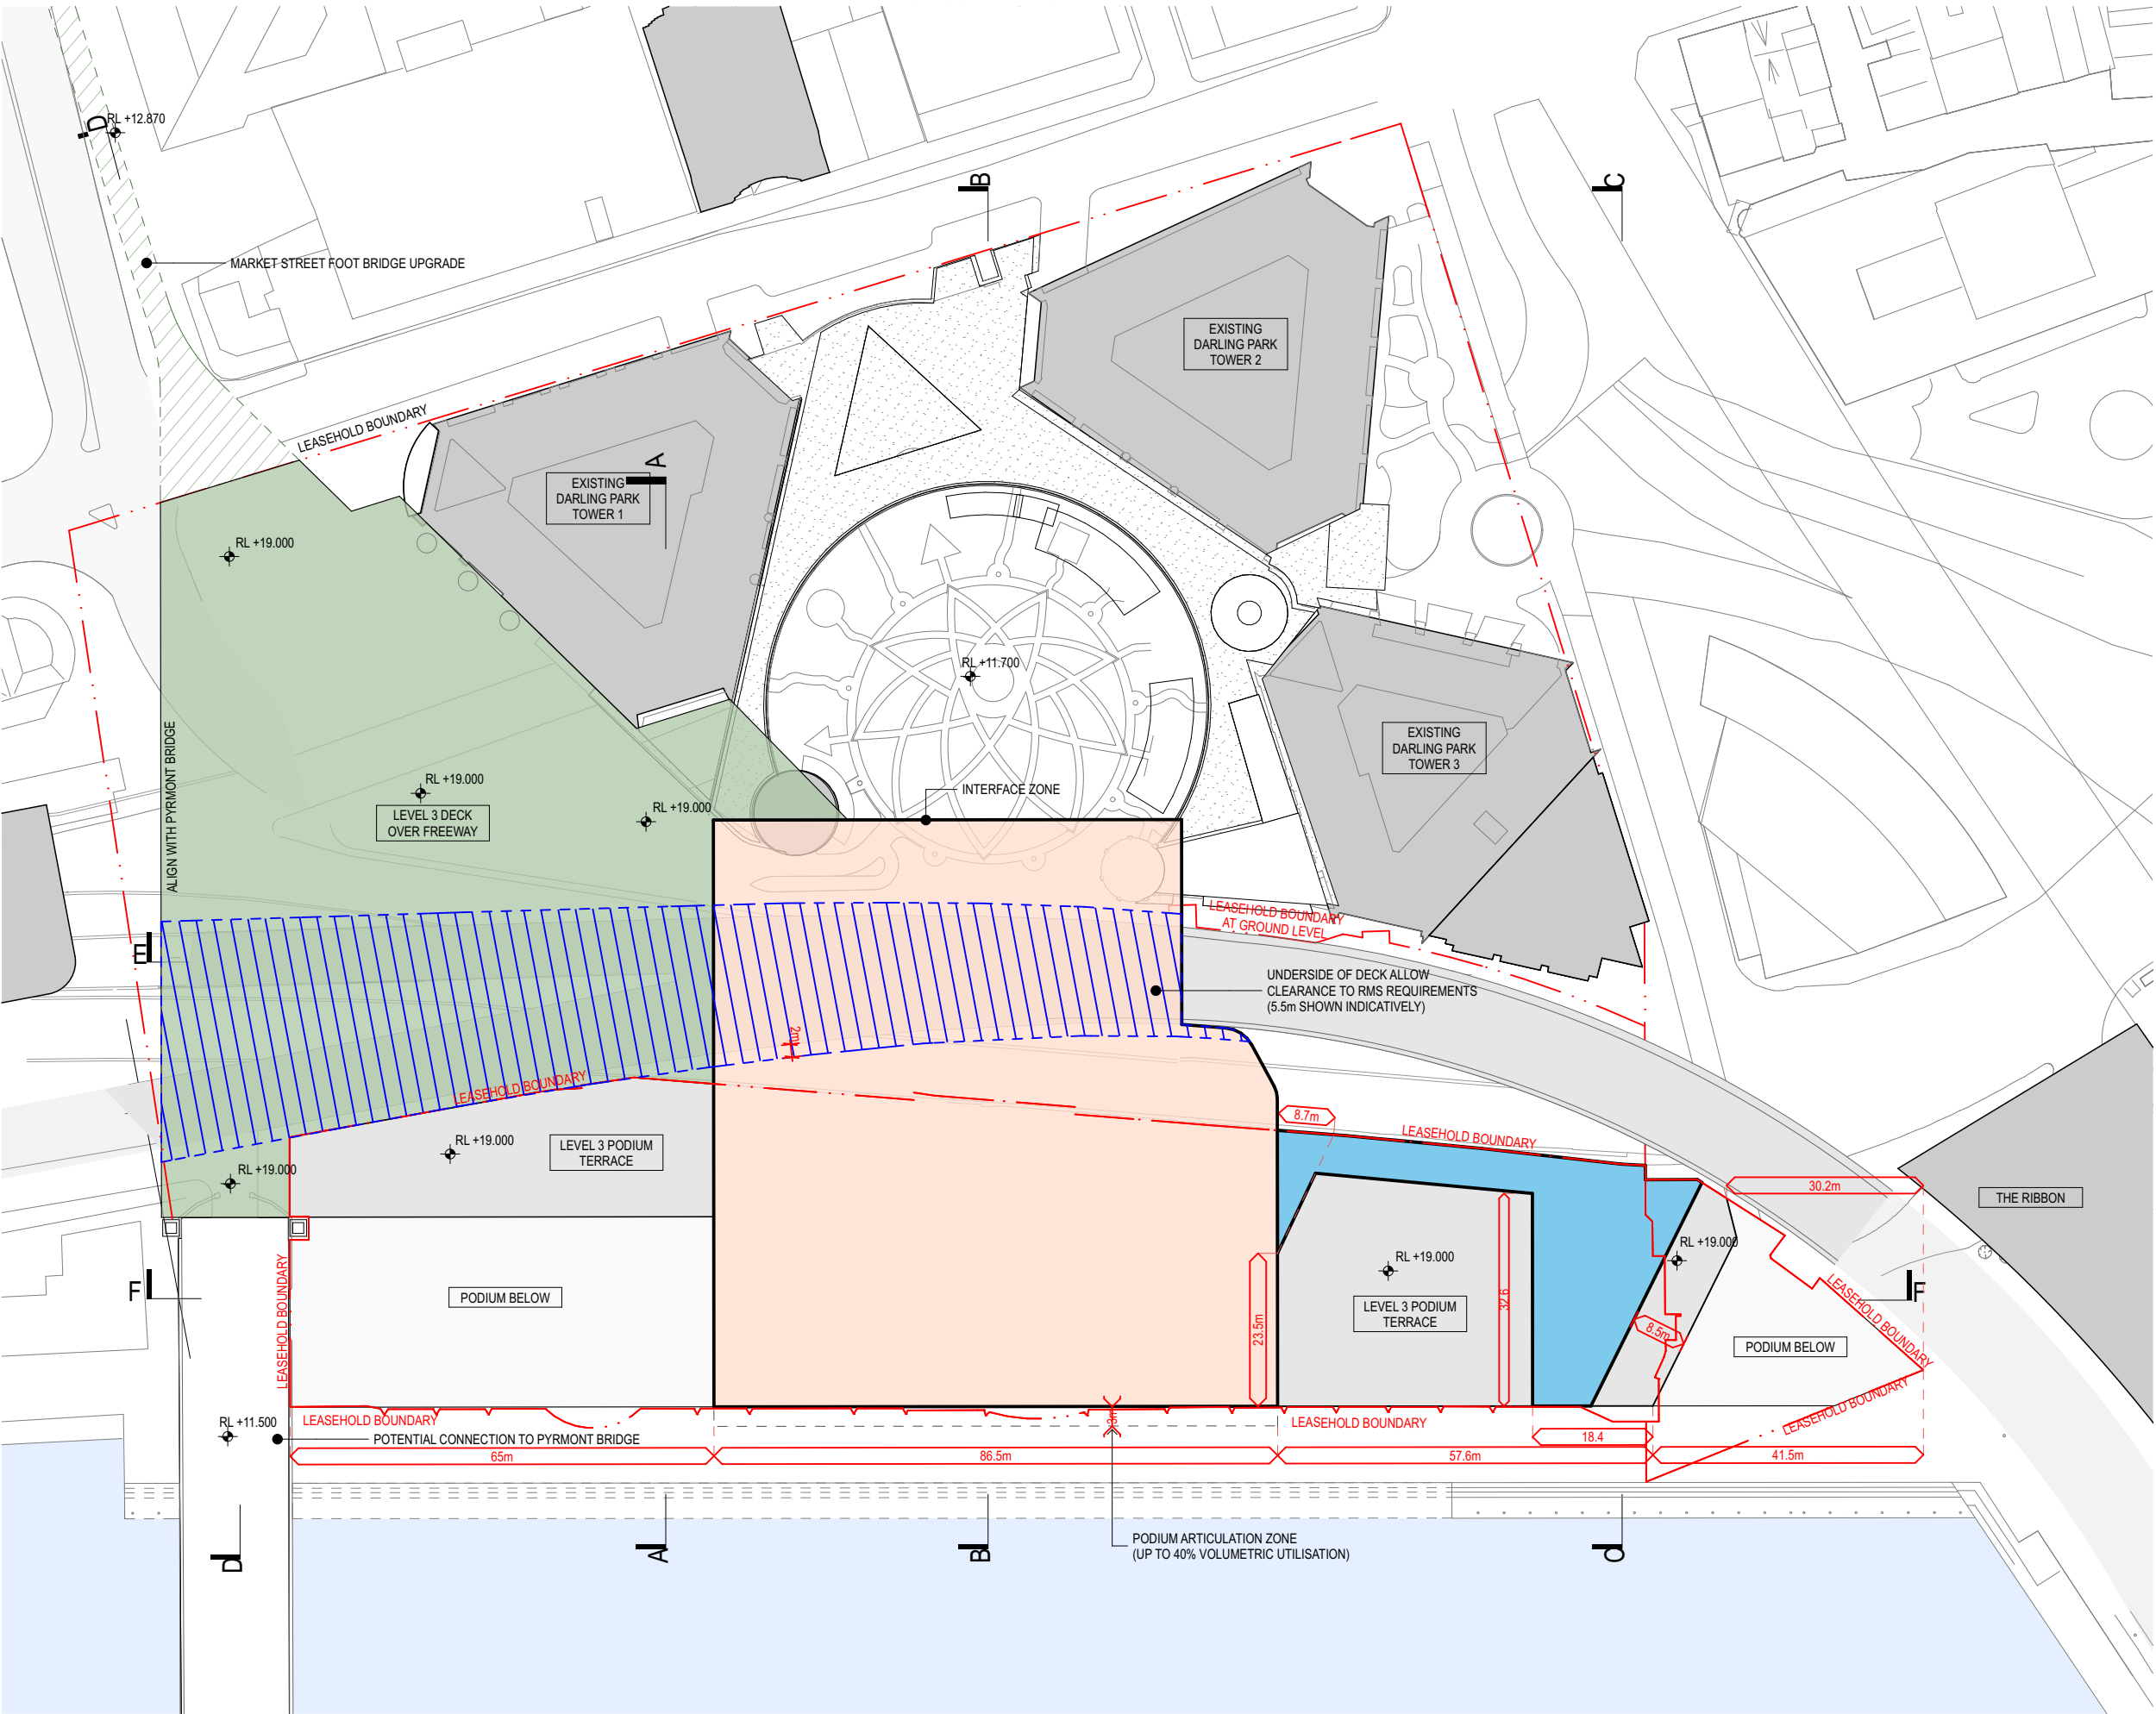 D
RL +12.870
B
C
MARKET STREET FOOT BRIDGE UPGRADE
EXISTING
DARLING PARK
TOWER 2
LEASEHOLD BOUNDARY
A
EXISTING
DARLING PARK
TOWER 1
RL +19.000
RL +11.700
ALIGN WITH PYRMONT BRIDGE
EXISTING
DARLING PARK
TOWER 3
RL +19.000
LEVEL 3 DECK
OVER FREEWAY
RL +19.000
INTERFACE ZONE
LEASEHOLD BOUNDARY
AT GROUND LEVEL
E
UNDERSIDE OF DECK ALLOW
CLEARANCE TO RMS REQUIREMENTS
(5.5m SHOWN INDICATIVELY)
2m
LEASEHOLD BOUNDARY
8.7m
LEASEHOLD BOUNDARY
RL +19.000
LEVEL 3 PODIUM
TERRACE
RL +19.000
30.2m
THE RIBBON
RL +19.000
RL +19.000
F
PODIUM BELOW
LEASEHOLD BOUNDARY
23.5m
LEVEL 3 PODIUM
TERRACE
32.6
8.5m
PODIUM BELOW
LEASEHOLD BOUNDARY
F
LEASEHOLD BOUNDARY
RL +11.500
LEASEHOLD BOUNDARY
POTENTIAL CONNECTION TO PYRMONT BRIDGE
3m
LEASEHOLD BOUNDARY
18.4
65m
86.5m
57.6m
41.5m
D
A
B
PODIUM ARTICULATION ZONE
(UP TO 40% VOLUMETRIC UTILISATION)
C